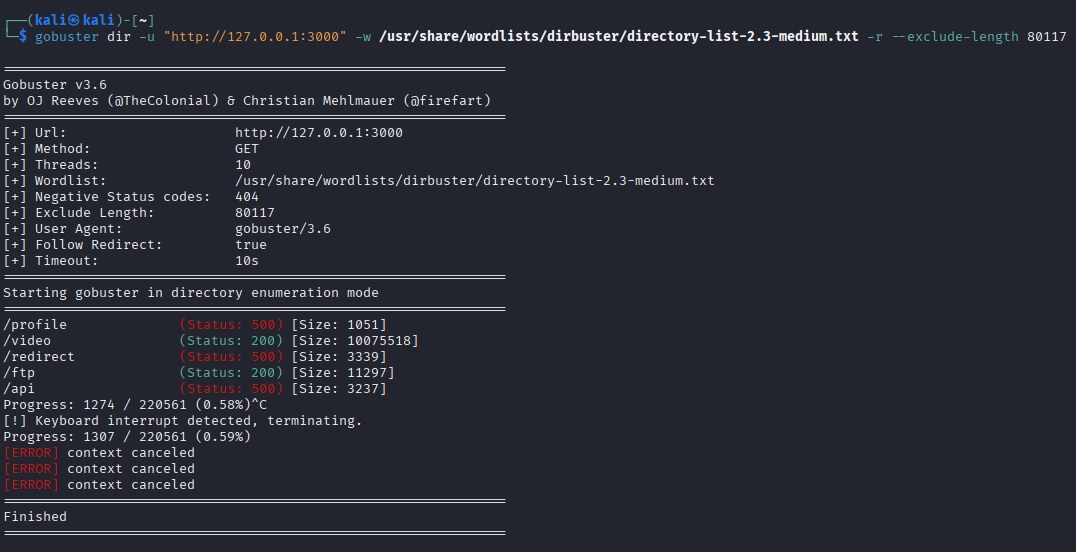 ┌──(kali㉿kali)-[~]
└─$ gobuster dir -u "http://127.0.0.1:3000" -w /usr/share/wordlists/dirbuster/directory-list-2.3-medium.txt -r --exclude-length 80117
===============================================================
Gobuster v3.6
by OJ Reeves (@TheColonial) & Christian Mehlmauer (@firefart)
===============================================================
[+] Url:                     http://127.0.0.1:3000
[+] Method:                  GET
[+] Threads:                 10
[+] Wordlist:                /usr/share/wordlists/dirbuster/directory-list-2.3-medium.txt
[+] Negative Status codes:   404
[+] Exclude Length:          80117
[+] User Agent:              gobuster/3.6
[+] Follow Redirect:         true
[+] Timeout:                 10s
===============================================================
Starting gobuster in directory enumeration mode
===============================================================
/profile              (Status: 500) [Size: 1051]
/video                (Status: 200) [Size: 10075518]
/redirect             (Status: 500) [Size: 3339]
/ftp                  (Status: 200) [Size: 11297]
/api                  (Status: 500) [Size: 3237]
Progress: 1274 / 220561 (0.58%)^C
[!] Keyboard interrupt detected, terminating.
Progress: 1307 / 220561 (0.59%)
[ERROR] context canceled
[ERROR] context canceled
[ERROR] context canceled
===============================================================
Finished
===============================================================